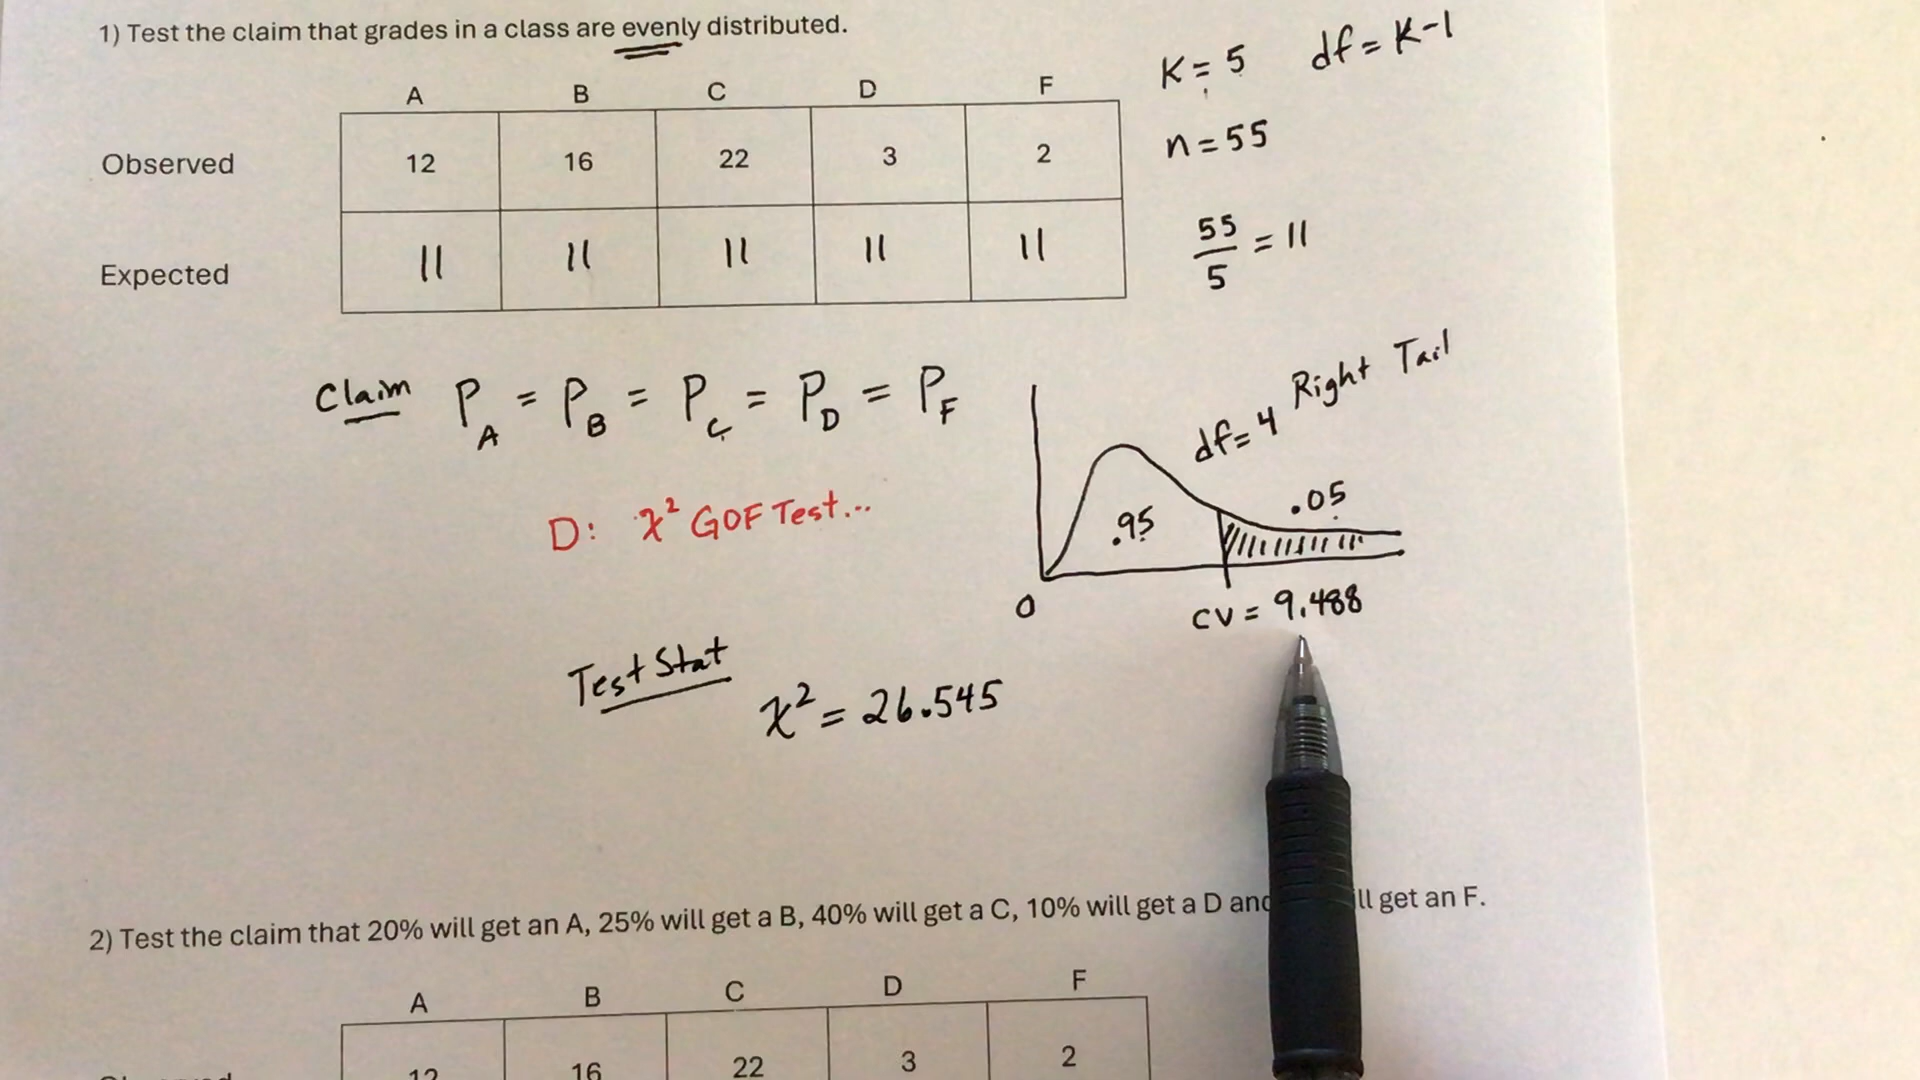 1) Test the claim that grades in a class are evenly distributed.
K = 5 df = K-1
A B C D F
Observed 12 16 22 3 2
n = 55
Expected 11 11 11 11 11
55/5 = 11
Claim P_A = P_B = P_C = P_D = P_F
Right Tail
df = 4
D: χ² GOF Test...
.95 .05
0
CV = 9.488
Test Stat
χ² = 26.545
2) Test the claim that 20% will get an A, 25% will get a B, 40% will get a C, 10% will get a D and ll get an F.
A B C D F
12 16 22 3 2